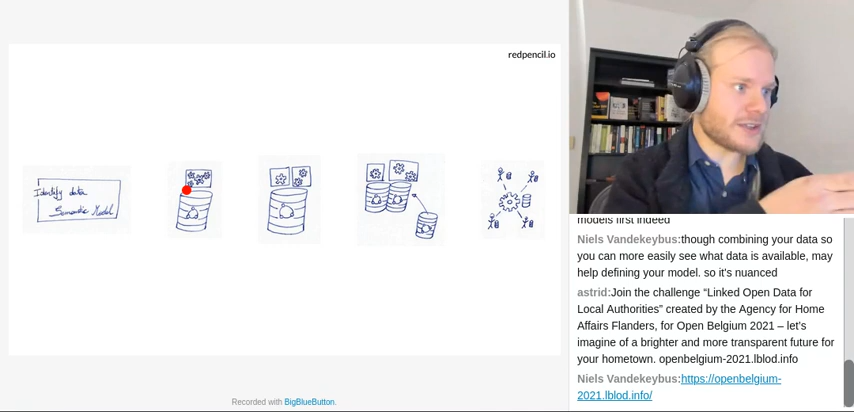 redpencil.io
Identify data
Semantic Model
Recorded with BigBlueButton.
models first indeed
Niels Vandekeybus:though combining your data so
you can more easily see what data is available, may
help defining your model. so it's nuanced
astrid:Join the challenge “Linked Open Data for
Local Authorities” created by the Agency for Home
Affairs Flanders, for Open Belgium 2021 – let’s
imagine of a brighter and more transparent future for
your hometown. openbelgium-2021.lblod.info
Niels Vandekeybus:https://openbelgium-
2021.lblod.info/